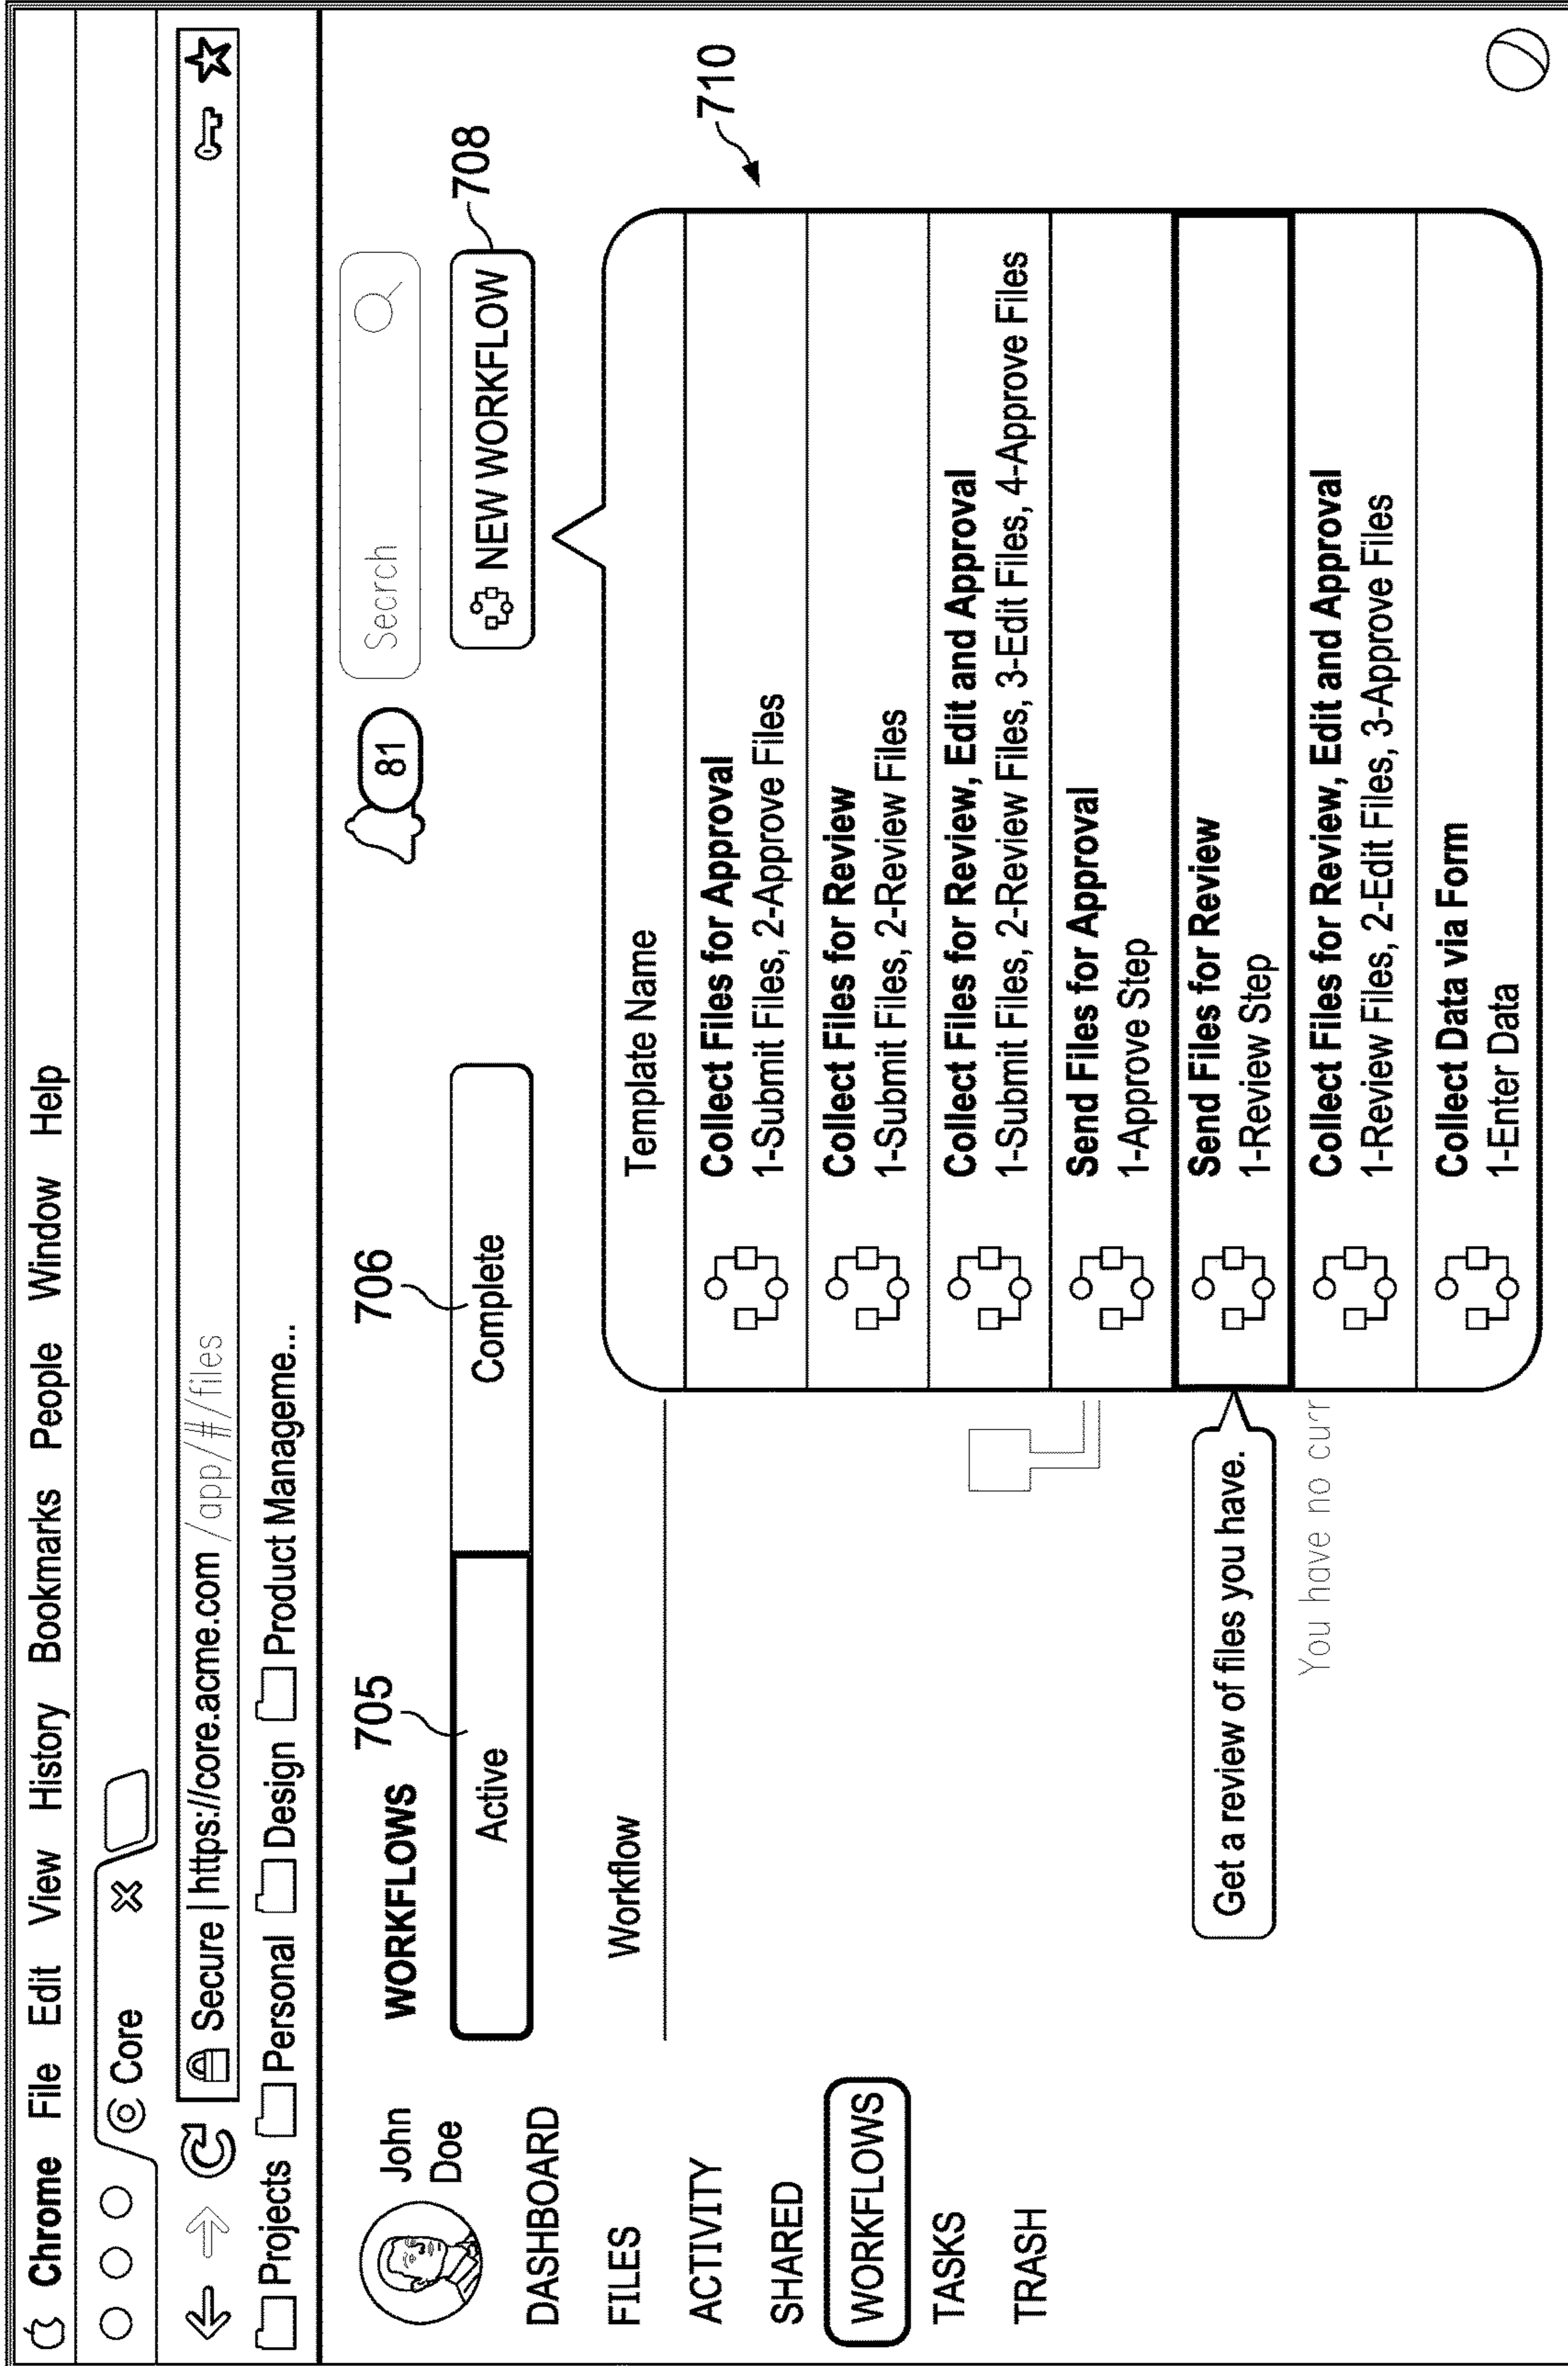 Chrome File Edit View History Bookmarks People Window Help
Core
Secure | https://core.acme.com /app/#/files
Projects Personal Design Product Manageme...
John
Doe
DASHBOARD
FILES
ACTIVITY
SHARED
WORKFLOWS
TASKS
TRASH
WORKFLOWS
81
Search
705
706
Active
Complete
NEW WORKFLOW
708
Workflow
710
Template Name
Collect Files for Approval
1-Submit Files, 2-Approve Files
Collect Files for Review
1-Submit Files, 2-Review Files
Collect Files for Review, Edit and Approval
1-Submit Files, 2-Review Files, 3-Edit Files, 4-Approve Files
Send Files for Approval
1-Approve Step
Send Files for Review
1-Review Step
Get a review of files you have.
Collect Files for Review, Edit and Approval
1-Review Files, 2-Edit Files, 3-Approve Files
You have no curr
Collect Data via Form
1-Enter Data